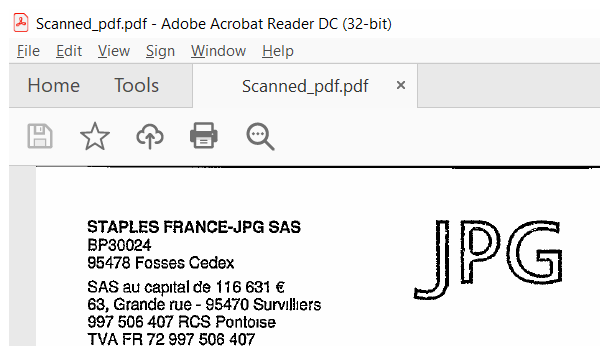 Scanned_pdf.pdf - Adobe Acrobat Reader DC (32-bit)
File Edit View Sign Window Help
Home Tools Scanned_pdf.pdf ×
STAPLES FRANCE-JPG SAS
BP30024
95478 Fosses Cedex
JPG
SAS au capital de 116 631 €
63, Grande rue - 95470 Survilliers
997 506 407 RCS Pontoise
TVA FR 72 997 506 407